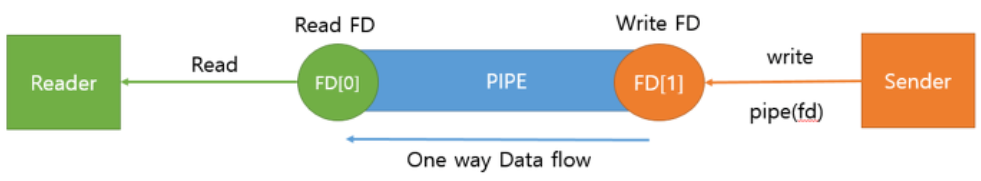 Read FD
Write FD
Reader
Read
FD[0]
PIPE
FD[1]
write
pipe(fd)
Sender
One way Data flow